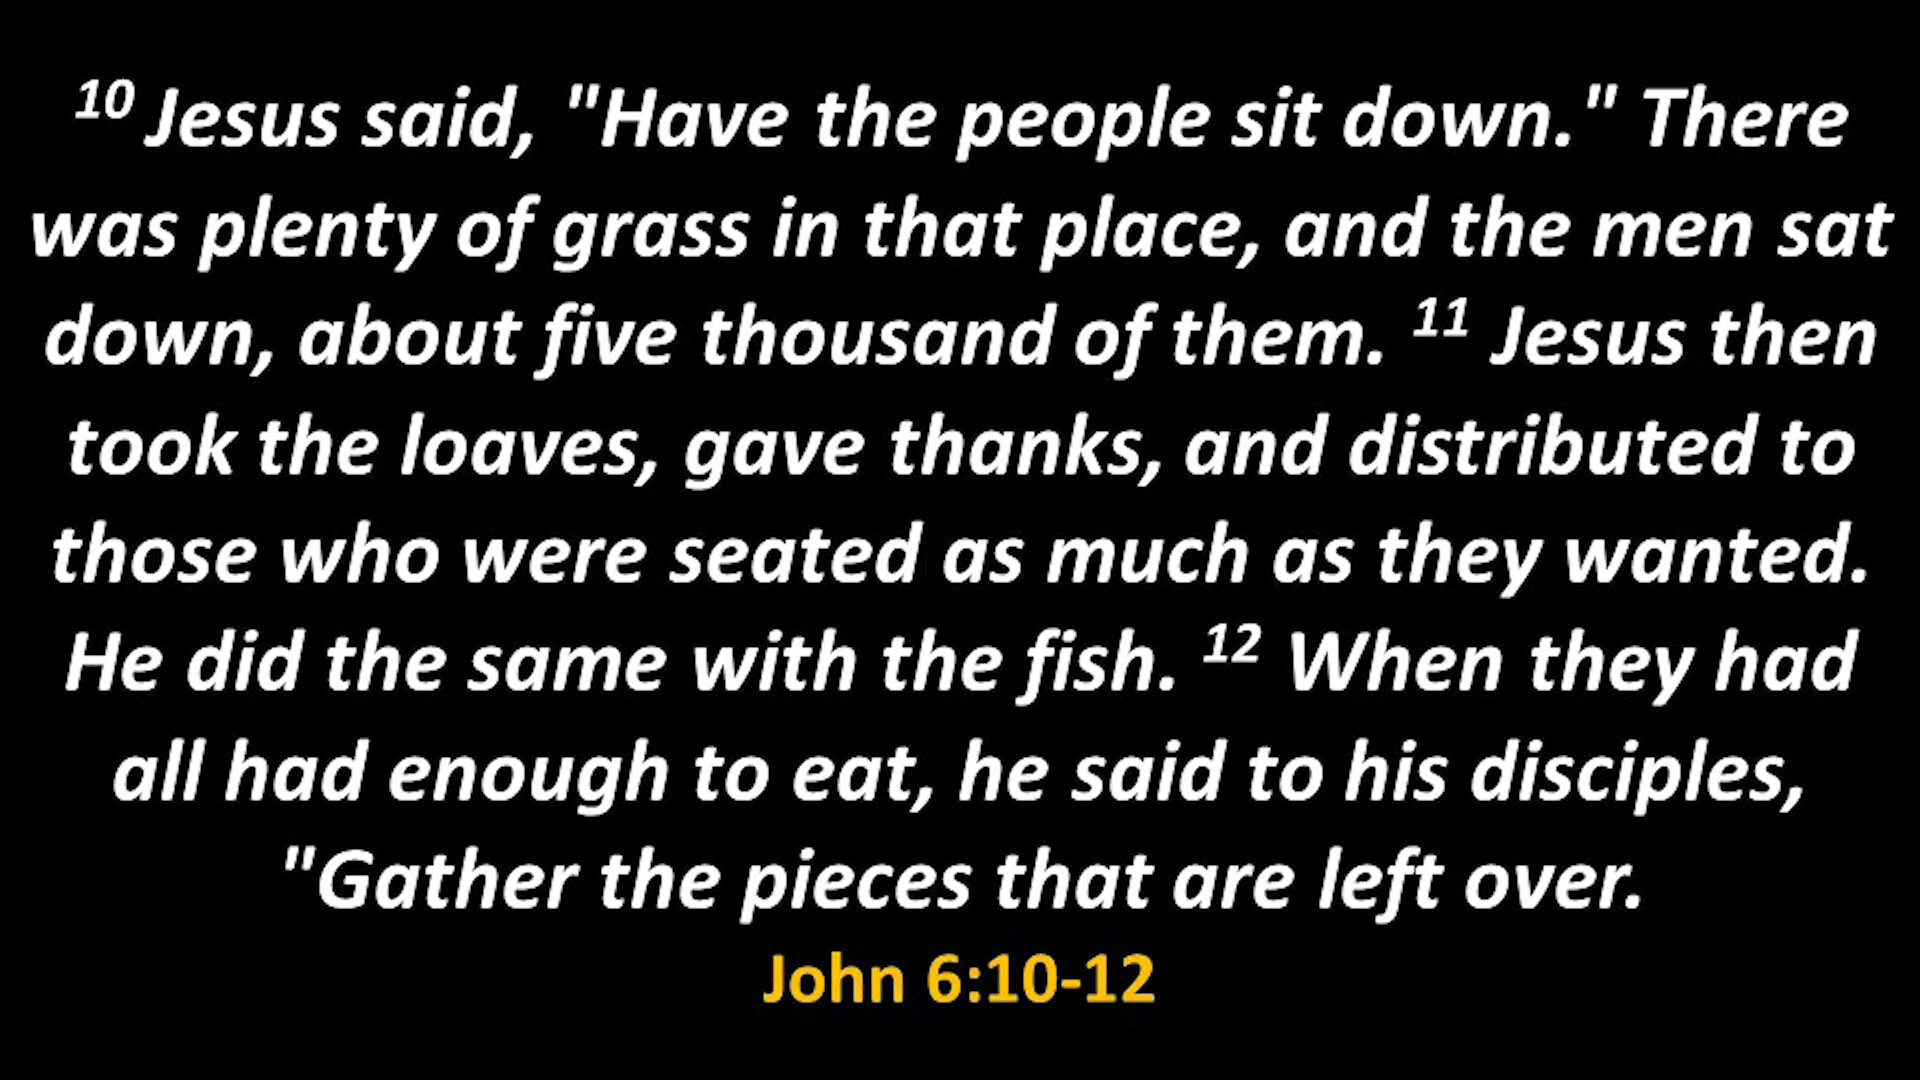 10 Jesus said, "Have the people sit down." There
was plenty of grass in that place, and the men sat
down, about five thousand of them. 11 Jesus then
took the loaves, gave thanks, and distributed to
those who were seated as much as they wanted.
He did the same with the fish. 12 When they had
all had enough to eat, he said to his disciples,
"Gather the pieces that are left over.
John 6:10-12